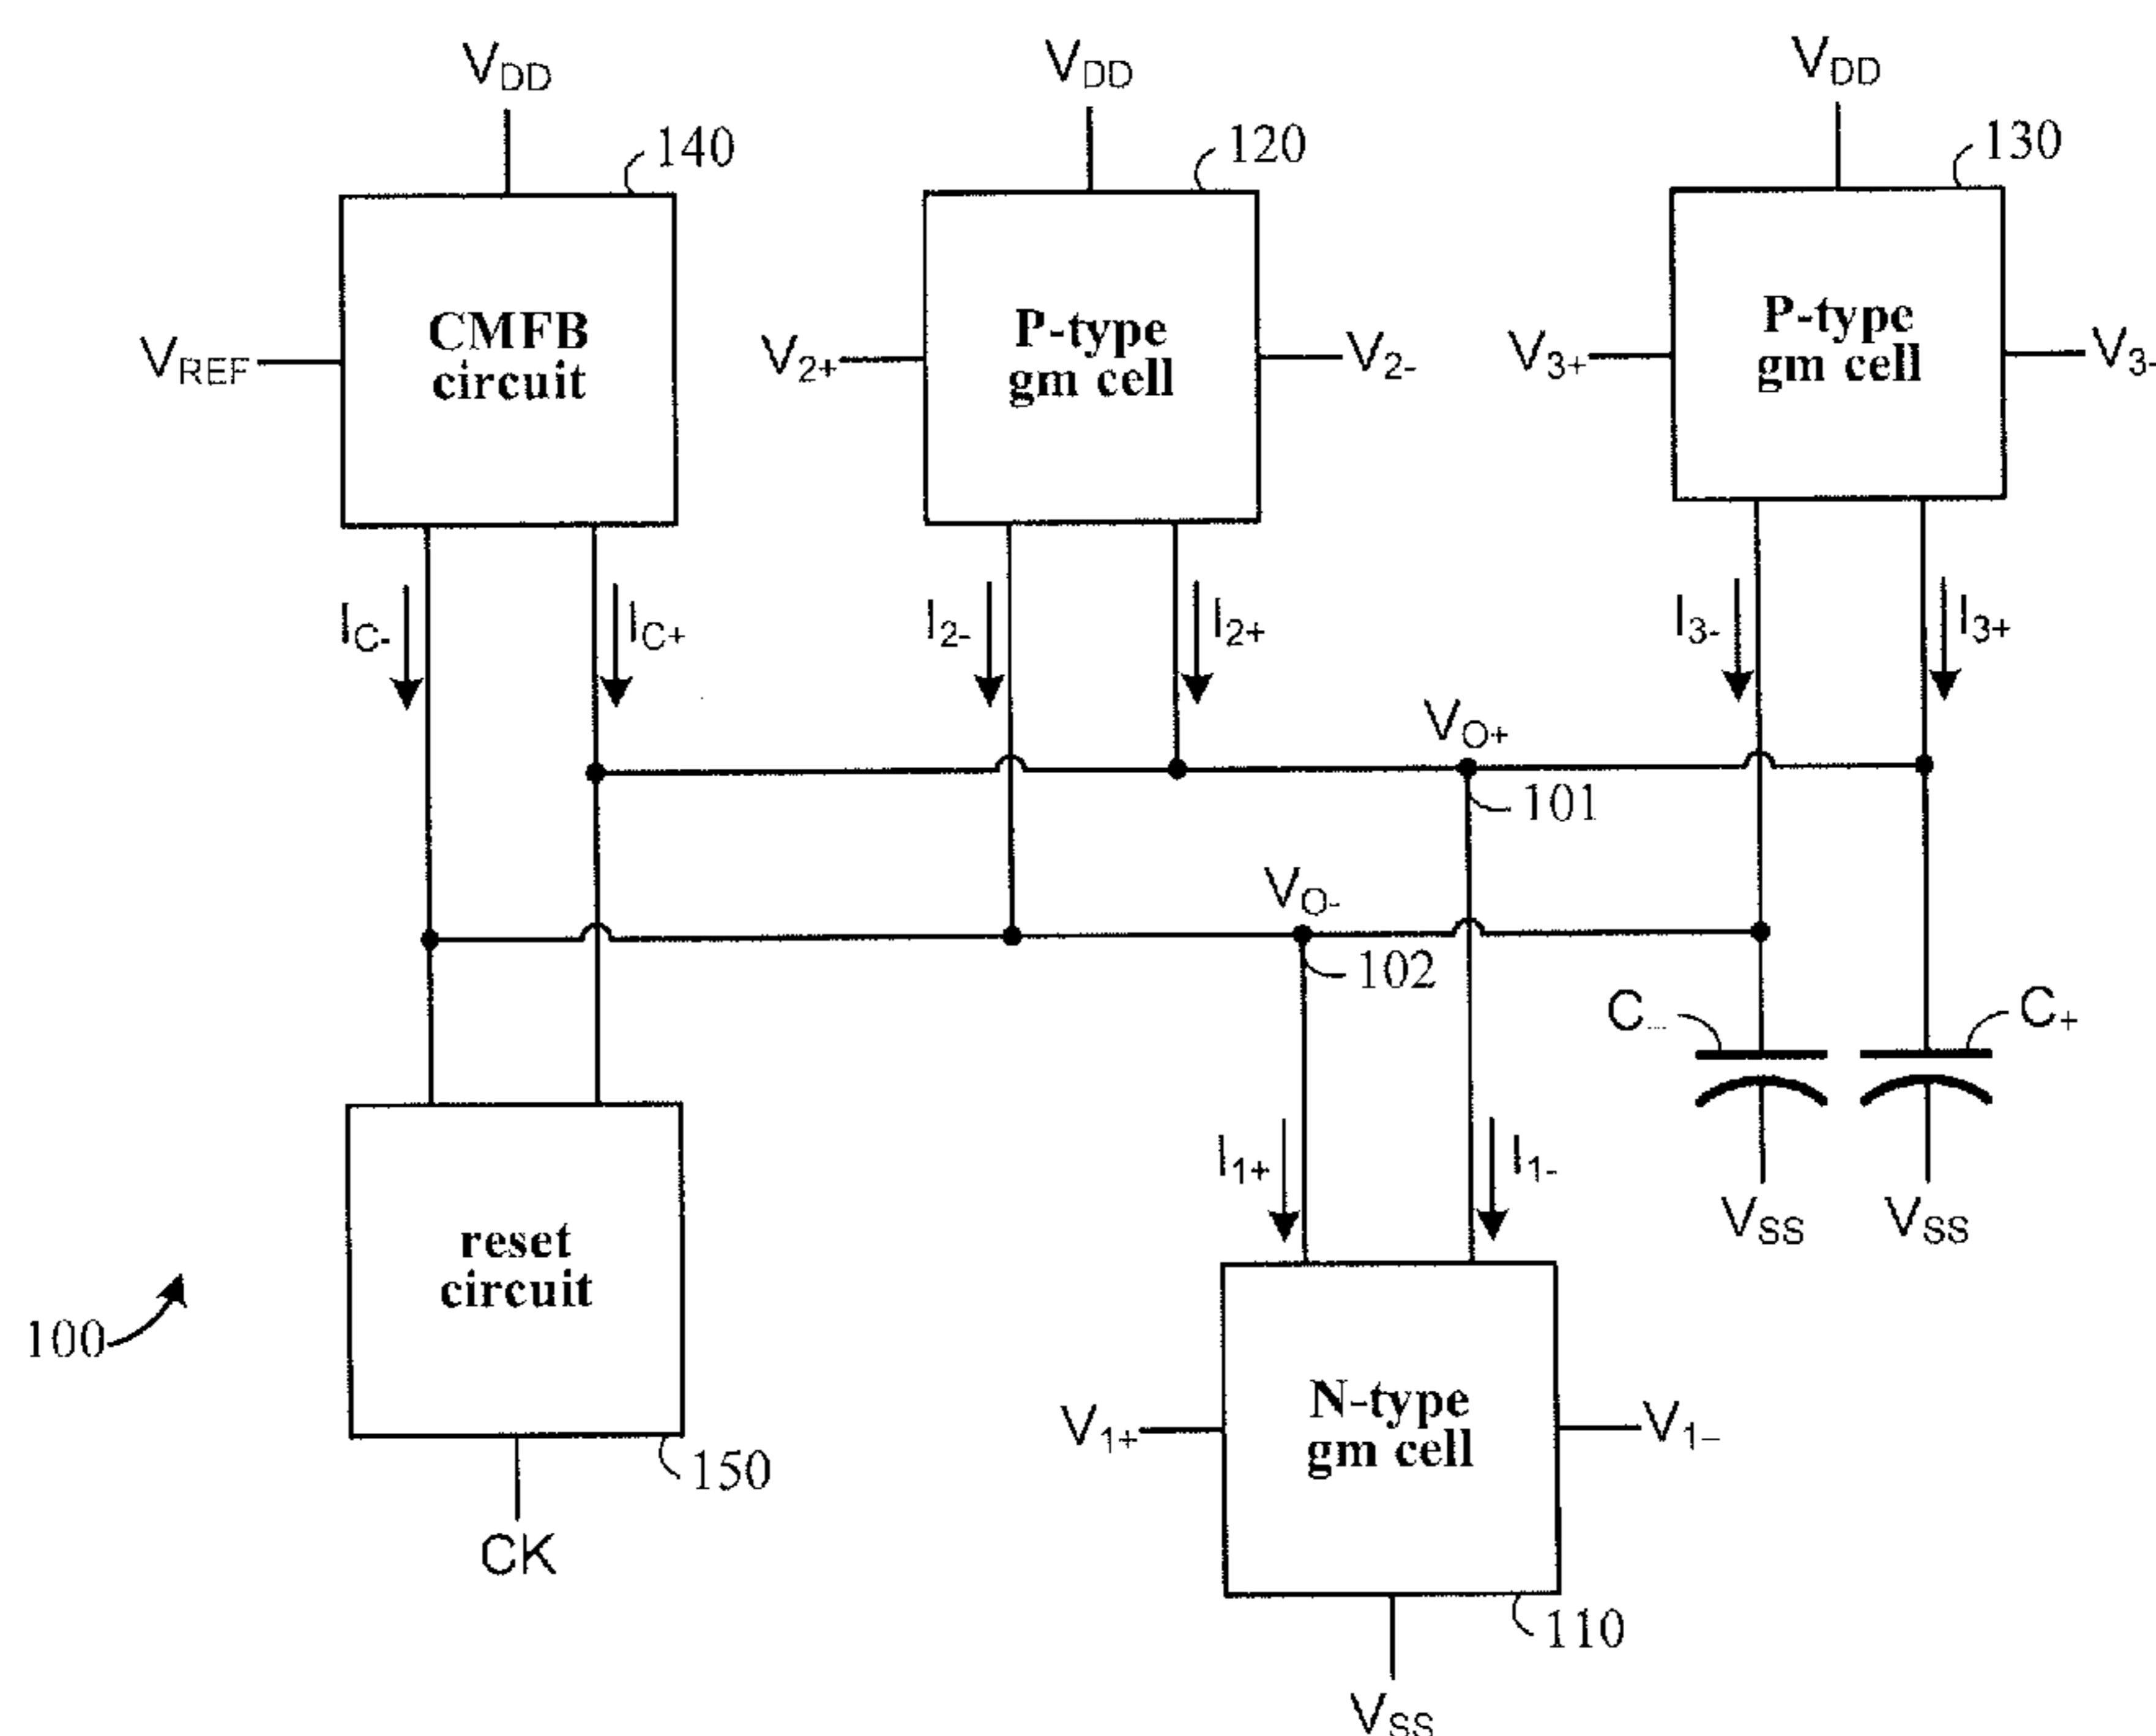 VDD
VDD
VDD
140
120
130
CMFB
circuit
P-type
gm cell
P-type
gm cell
VREF
V2+
V2-
V3+
V3-
IC-
IC+
I2-
I2+
I3-
I3+
VO+
101
VO-
102
C-
C+
I1+
I1-
VSS
VSS
reset
circuit
100
N-type
gm cell
V1+
V1-
150
CK
110
VSS